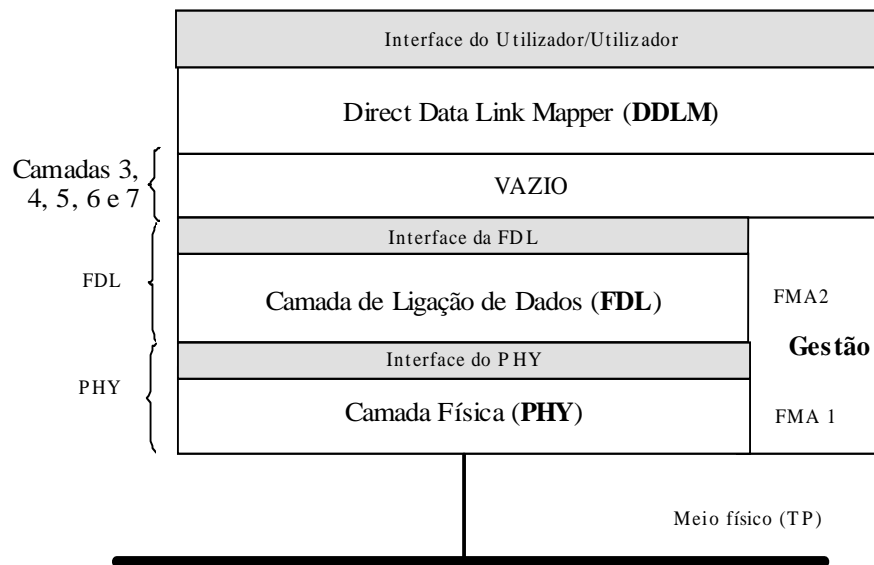 Interface do Utilizador/Utilizador
Direct Data Link Mapper (DDLM)
Camadas 3,
4, 5, 6 e 7
VAZIO
Interface da FDL
FDL
Camada de Ligação de Dados (FDL)
FMA2
Gestão
Interface do PHY
PHY
Camada Física (PHY)
FMA 1
Meio físico (TP)